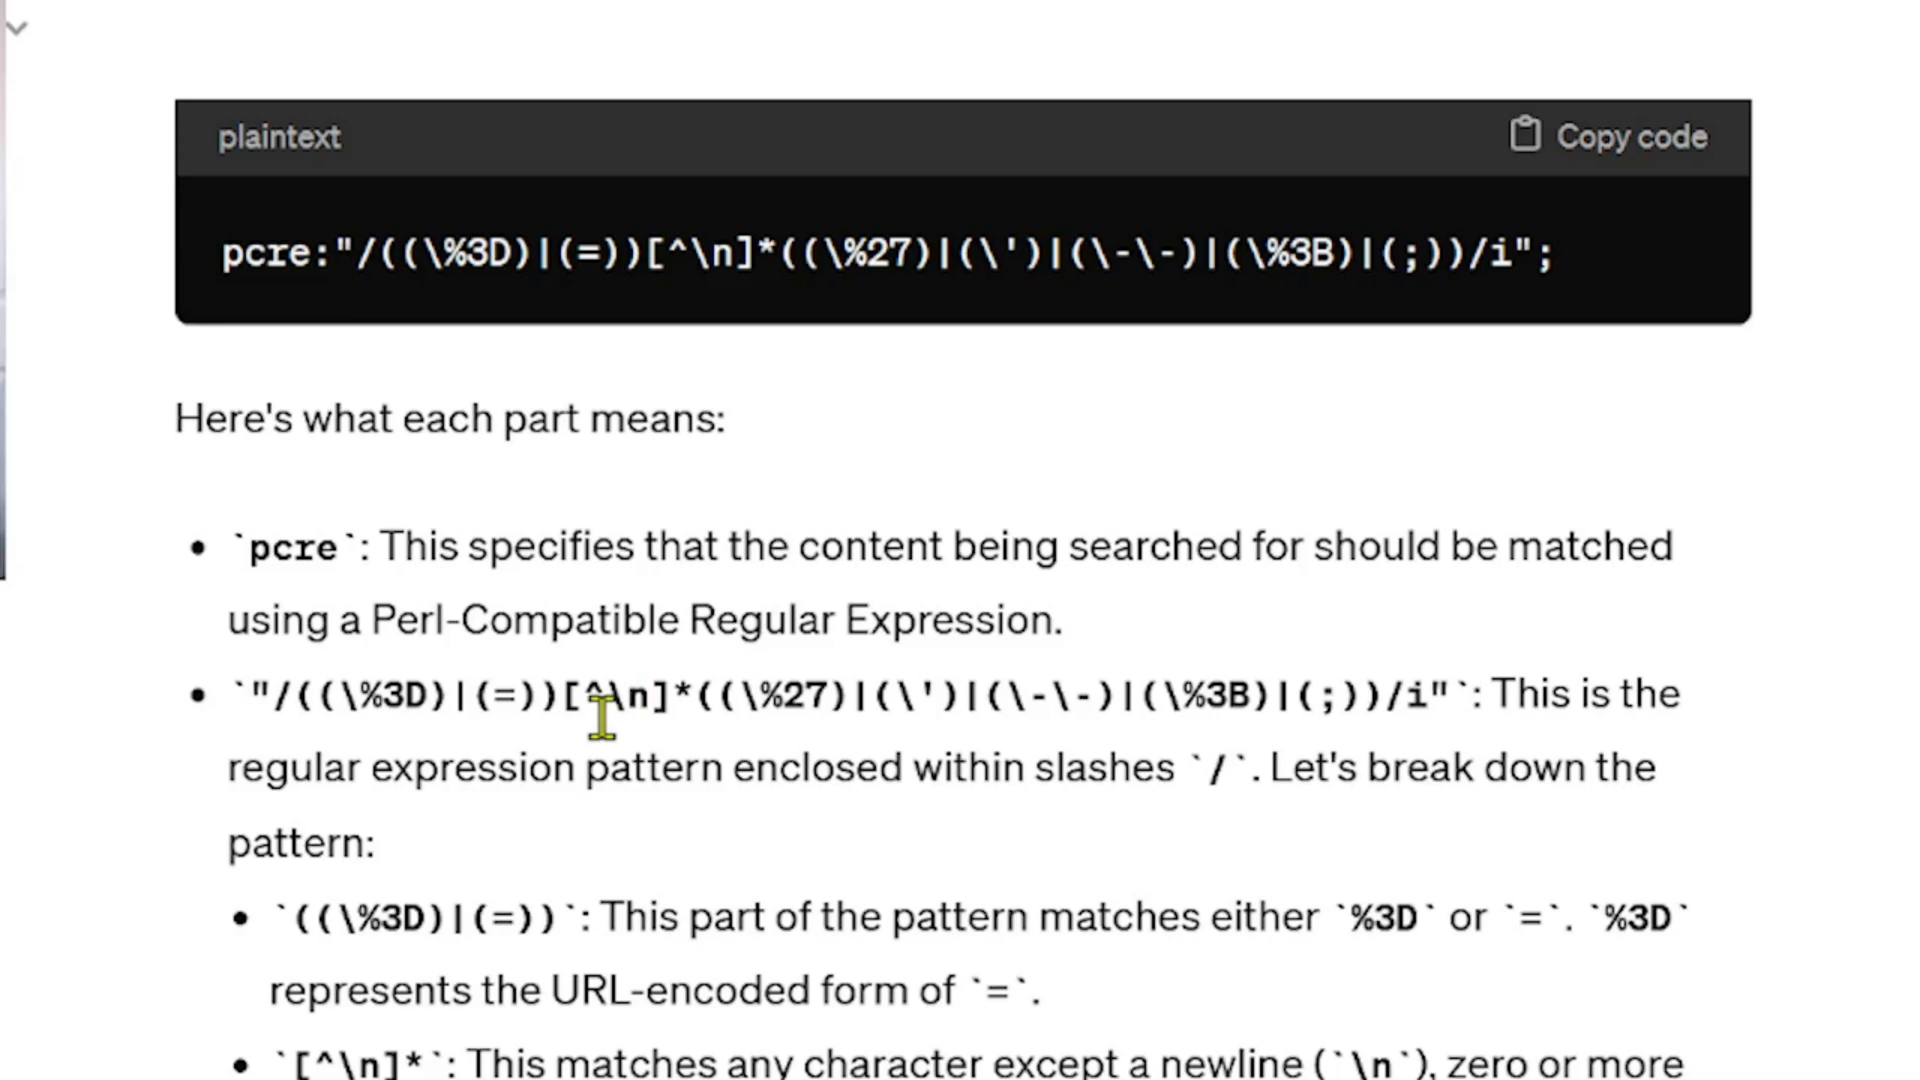 plaintext
Copy code
pcre:"/((\%3D)|(=))[^\n]*((\%27)|(\')|(\-\-)|(\%3B)|(;))/i";
Here's what each part means:
• `pcre`: This specifies that the content being searched for should be matched
using a Perl-Compatible Regular Expression.
• `"/((\%3D)|(=))[^\n]*((\%27)|(\')|(\-\-)|(\%3B)|(;))/i"`: This is the
regular expression pattern enclosed within slashes `/`. Let's break down the
pattern:
• `((\%3D)|(=))`: This part of the pattern matches either `%3D` or `=`. `%3D`
represents the URL-encoded form of `=`.
• `[^\n]*`: This matches any character except a newline (`\n`), zero or more